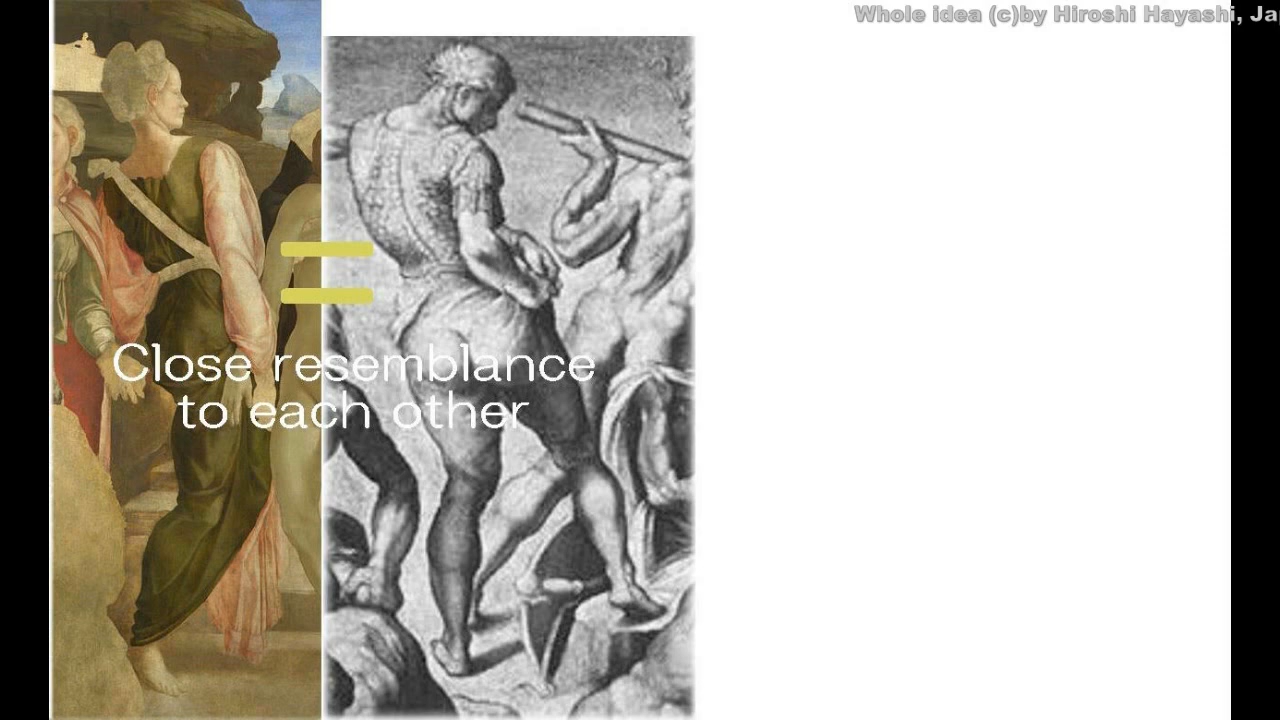 Whole idea (c)by Hiroshi Hayashi, Ja
Close resemblance
to each other